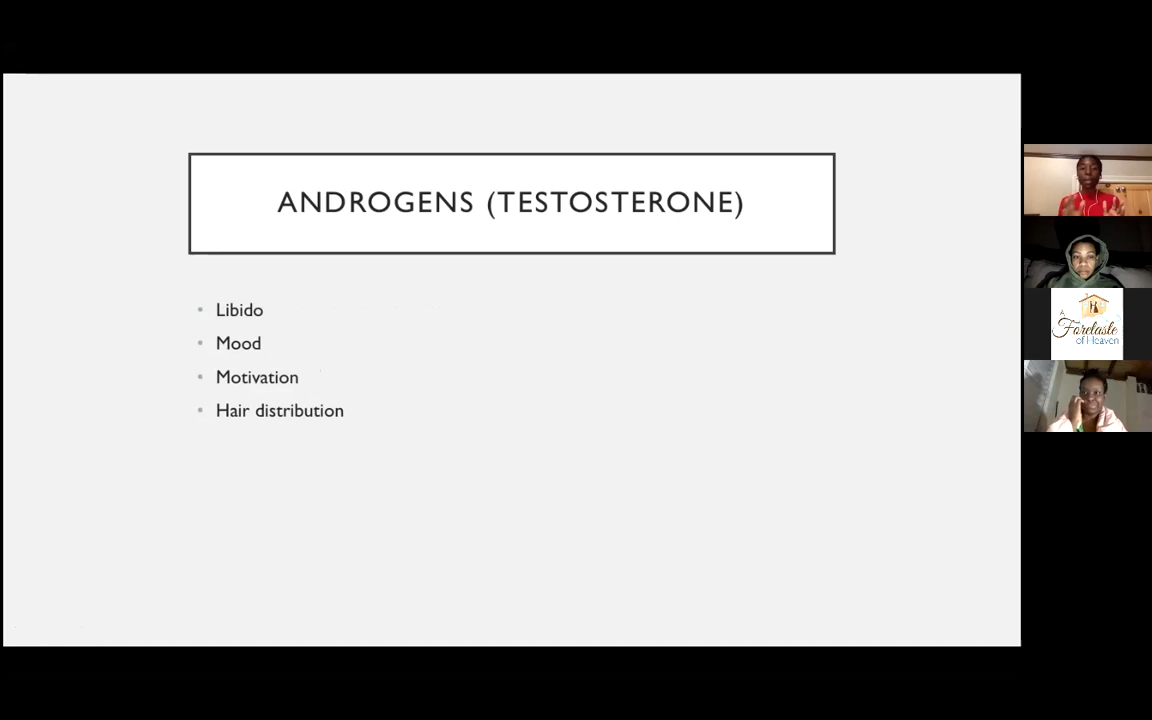 ANDROGENS (TESTOSTERONE)
Libido
Mood
Motivation
Hair distribution
A
Foretaste
of Heaven